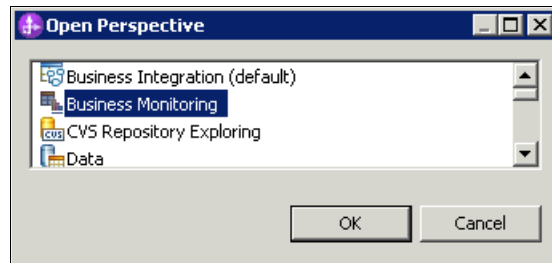 Open Perspective
Business Integration (default)
Business Monitoring
CVS Repository Exploring
Data
OK
Cancel